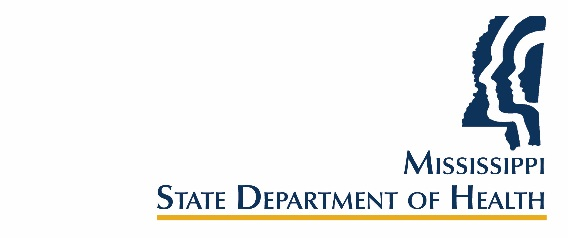 MISSISSIPPI
STATE DEPARTMENT OF HEALTH